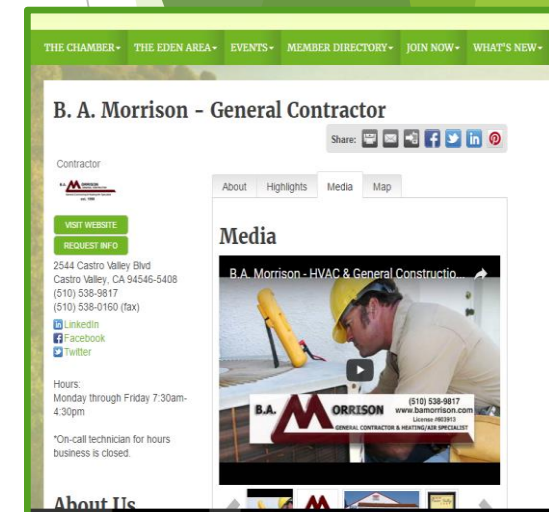 THE CHAMBER THE EDEN AREA EVENTS MEMBER DIRECTORY JOIN NOW WHAT'S NEW
B. A. Morrison - General Contractor
Share:
Contractor
B.A. MORRISON
About Highlights Media Map
VISIT WEBSITE
REQUEST INFO
2544 Castro Valley Blvd
Castro Valley, CA 94546-5408
(510) 538-9817
(510) 538-0160 (fax)
LinkedIn
Facebook
Twitter
Hours:
Monday through Friday 7:30am-
4:30pm
*On-call technician for hours
business is closed.
About Us
Media
B.A. Morrison - HVAC & General Constructio...
(510) 538-9817
B.A. MORRISON www.bamorrison.com
License #603913
GENERAL CONTRACTOR & HEATING/AIR SPECIALIST